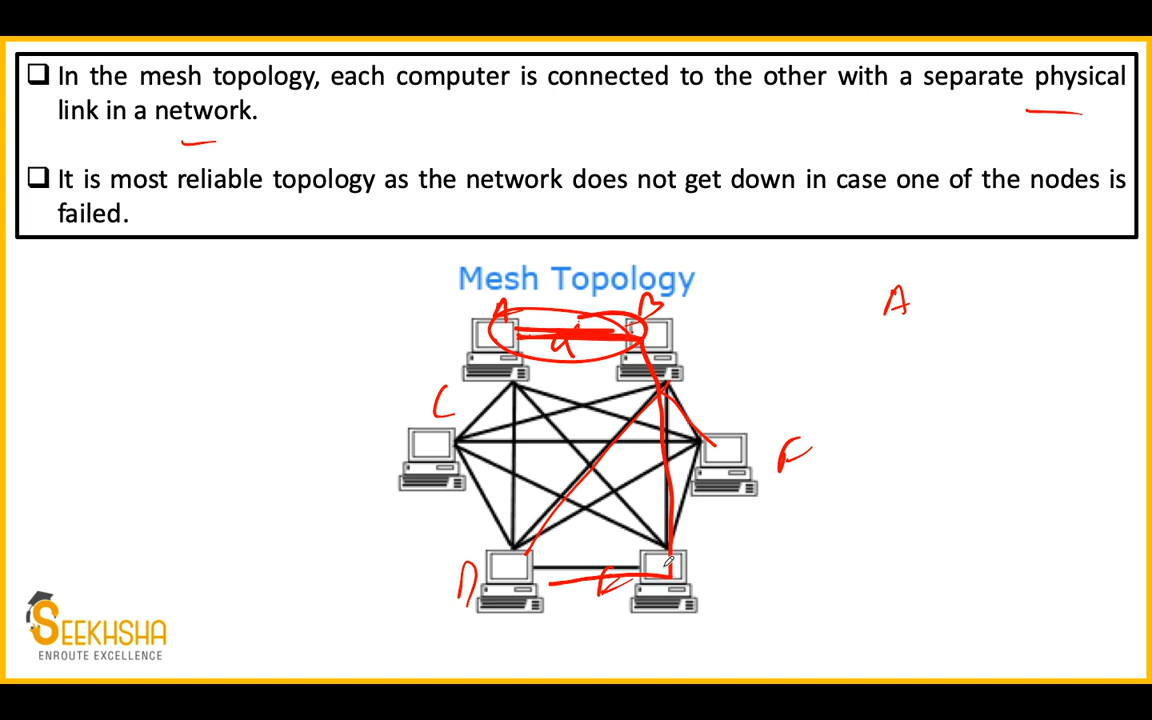 In the mesh topology, each computer is connected to the other with a separate physical
link in a network.
It is most reliable topology as the network does not get down in case one of the nodes is
failed.
Mesh Topology
A
A
B
C
F
D
E
SEEKHSHA
ENROUTE EXCELLENCE